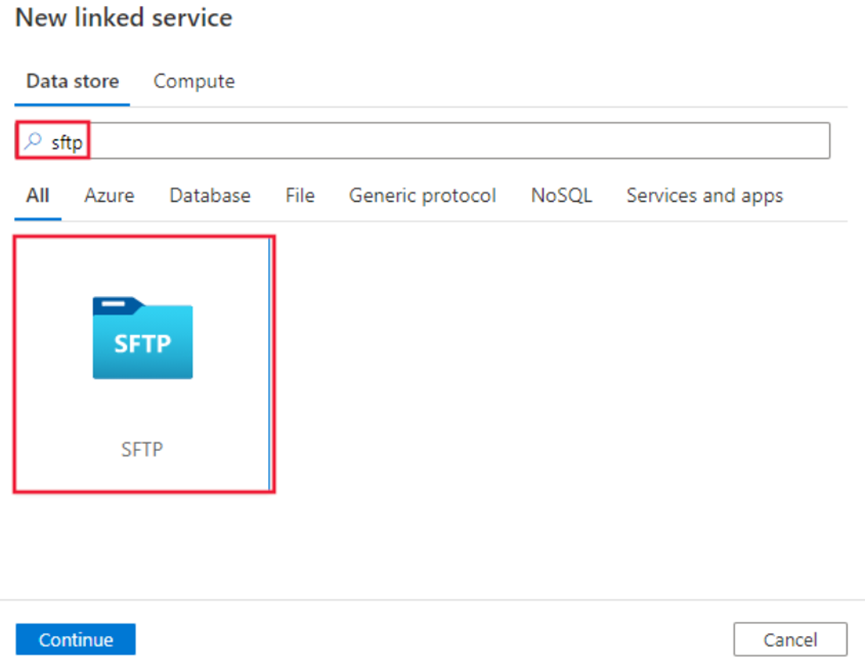 New linked service
Data store Compute
sftp
All Azure Database File Generic protocol NoSQL Services and apps
SFTP
SFTP
Continue Cancel